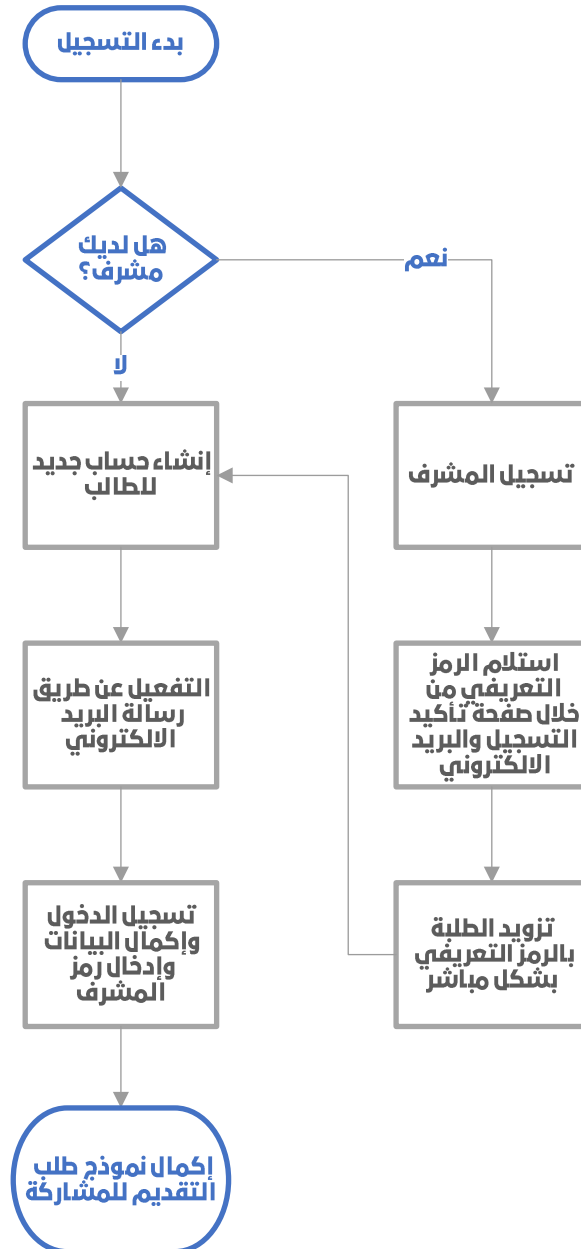 بدء التسجيل
هل لديك
مشرف؟
نعم
لا
تسجيل المشرف
إنشاء حساب جديد
للطالب
استلام الرمز
التعريفي من
خلال صفحة تأكيد
التسجيل والبريد
الالكتروني
التفعيل عن طريق
رسالة البريد
الالكتروني
تزويد الطلبة
بالرمز التعريفي
بشكل مباشر
تسجيل الدخول
وإكمال البيانات
وإدخال رمز
المشرف
إكمال نموذج طلب
التقديم للمشاركة